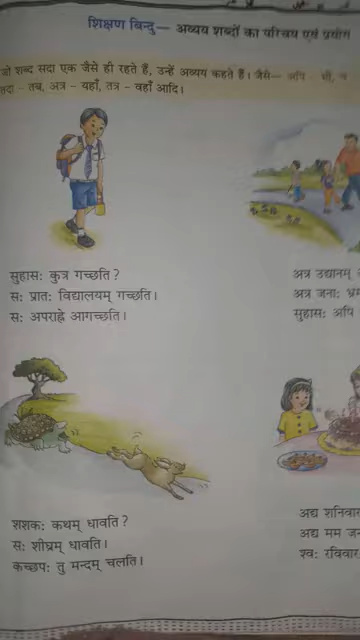 शिक्षण बिन्दु— अव्यय शब्दों का परिचय एवं प्रयोग
जो शब्द सदा एक जैसे ही रहते हैं, उन्हें अव्यय कहते हैं। जैसे— अपि - भी, च
तदा - तब, अत्र - यहाँ, तत्र - वहाँ आदि।
सुहासः कुत्र गच्छति ?
सः प्रातः विद्यालयम् गच्छति।
सः अपराह्ने आगच्छति।
अत्र उद्यानम्
अत्र जनाः
सुहासः अपि
शशकः कथम् धावति ?
सः शीघ्रम् धावति।
कच्छपः तु मन्दम् चलति।
अद्य शनिवार
अद्य मम
श्वः रविवार